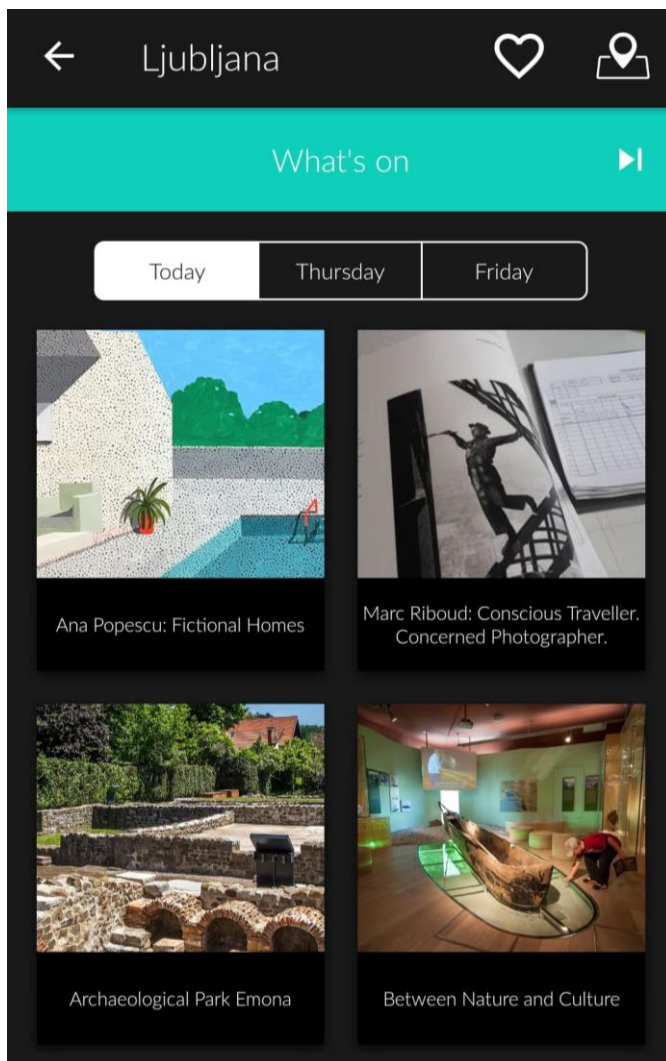 Ljubljana
What's on
Today
Thursday
Friday
Ana Popescu: Fictional Homes
Marc Riboud: Conscious Traveller.
Concerned Photographer.
Archaeological Park Emona
Between Nature and Culture